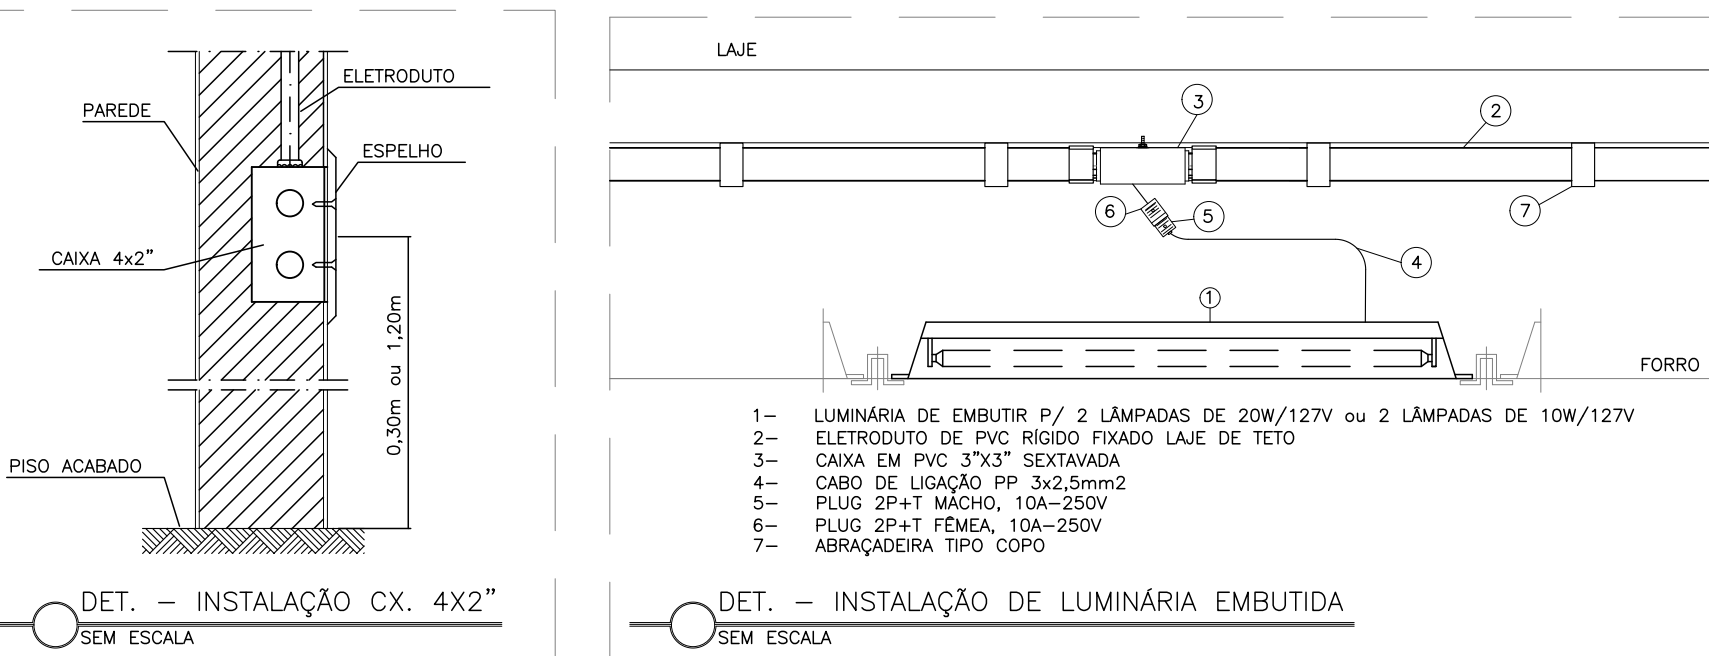 ELETRODUTO
PAREDE
ESPELHO
CAIXA 4x2”
0,30m ou 1,20m
PISO ACABADO
DET. – INSTALAÇÃO CX. 4X2”
SEM ESCALA
LAJE
3
2
6
5
7
4
1
FORRO
1– LUMINÁRIA DE EMBUTIR P/ 2 LÂMPADAS DE 20W/127V ou 2 LÂMPADAS DE 10W/127V
2– ELETRODUTO DE PVC RÍGIDO FIXADO LAJE DE TETO
3– CAIXA EM PVC 3”X3” SEXTAVADA
4– CABO DE LIGAÇÃO PP 3x2,5mm2
5– PLUG 2P+T MACHO, 10A–250V
6– PLUG 2P+T FÊMEA, 10A–250V
7– ABRAÇADEIRA TIPO COPO
DET. – INSTALAÇÃO DE LUMINÁRIA EMBUTIDA
SEM ESCALA